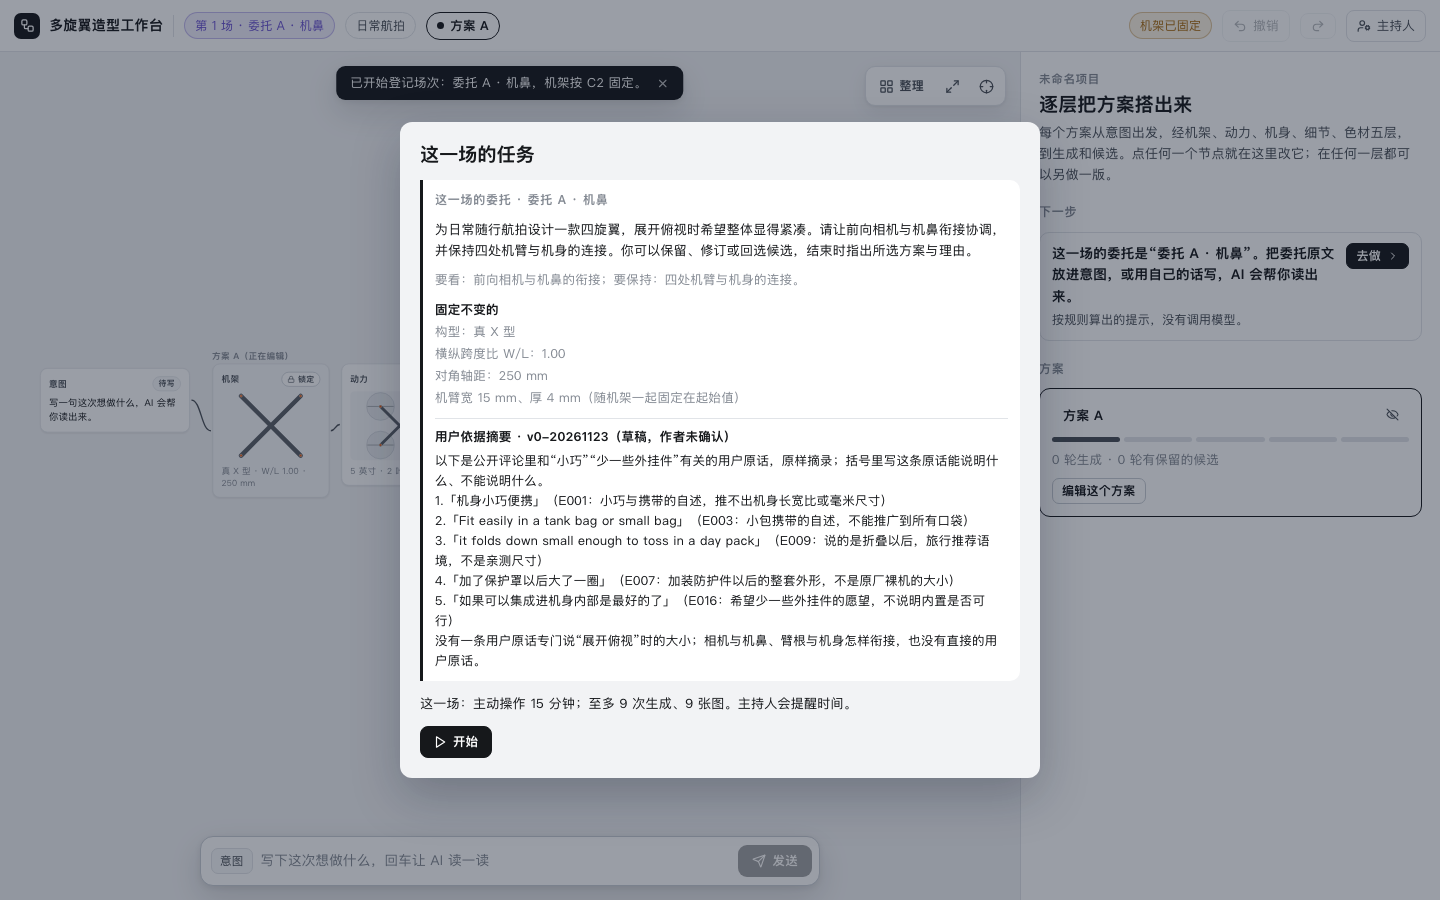 多旋翼造型工作台
第 1 场 · 委托 A · 机鼻
日常航拍
方案 A
机架已固定
撤销
主持人
已开始登记场次：委托 A · 机鼻，机架按 C2 固定。
整理
这一场的任务
这一场的委托 · 委托 A · 机鼻
为日常随行航拍设计一款四旋翼，展开俯视时希望整体显得紧凑。请让前向相机与机鼻衔接协调，
并保持四处机臂与机身的连接。你可以保留、修订或回选候选，结束时指出所选方案与理由。
要看：前向相机与机鼻的衔接；要保持：四处机臂与机身的连接。
固定不变的
构型：真 X 型
横纵跨度比 W/L：1.00
对角轴距：250 mm
机臂宽 15 mm、厚 4 mm（随机架一起固定在起始值）
用户依据摘要 · v0-20261123（草稿，作者未确认）
以下是公开评论里和“小巧”“少一些外挂件”有关的用户原话，原样摘录；括号里写这条原话能说明什
么、不能说明什么。
1.「机身小巧便携」（E001：小巧与携带的自述，推不出机身长宽比或毫米尺寸）
2.「Fit easily in a tank bag or small bag」（E003：小包携带的自述，不能推广到所有口袋）
3.「it folds down small enough to toss in a day pack」（E009：说的是折叠以后，旅行推荐语
境，不是亲测尺寸）
4.「加了保护罩以后大了一圈」（E007：加装防护件以后的整套外形，不是原厂裸机的大小）
5.「如果可以集成进机身内部是最好的了」（E016：希望少一些外挂件的愿望，不说明内置是否可
行）
没有一条用户原话专门说“展开俯视”时的大小；相机与机鼻、臂根与机身怎样衔接，也没有直接的用
户原话。
这一场：主动操作 15 分钟；至多 9 次生成、9 张图。主持人会提醒时间。
开始
方案 A（正在编辑）
意图
待写
写一句这次想做什么，AI 会帮
你读出来。
机架
锁定
真 X 型 · W/L 1.00 ·
250 mm
动力
5 英寸 · 2
意图
写下这次想做什么，回车让 AI 读一读
发送
未命名项目
逐层把方案搭出来
每个方案从意图出发，经机架、动力、机身、细节、色材五层，
到生成和候选。点任何一个节点就在这里改它；在任何一层都可
以另做一版。
下一步
这一场的委托是“委托 A · 机鼻”。把委托原文
放进意图，或用自己的话写，AI 会帮你读出
来。
去做
按规则算出的提示，没有调用模型。
方案
方案 A
0 轮生成 · 0 轮有保留的候选
编辑这个方案